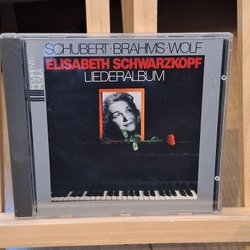 SCHUBERT BRAHMS WOLF
ELISABETH SCHWARZKOPF
LIEDERALBUM